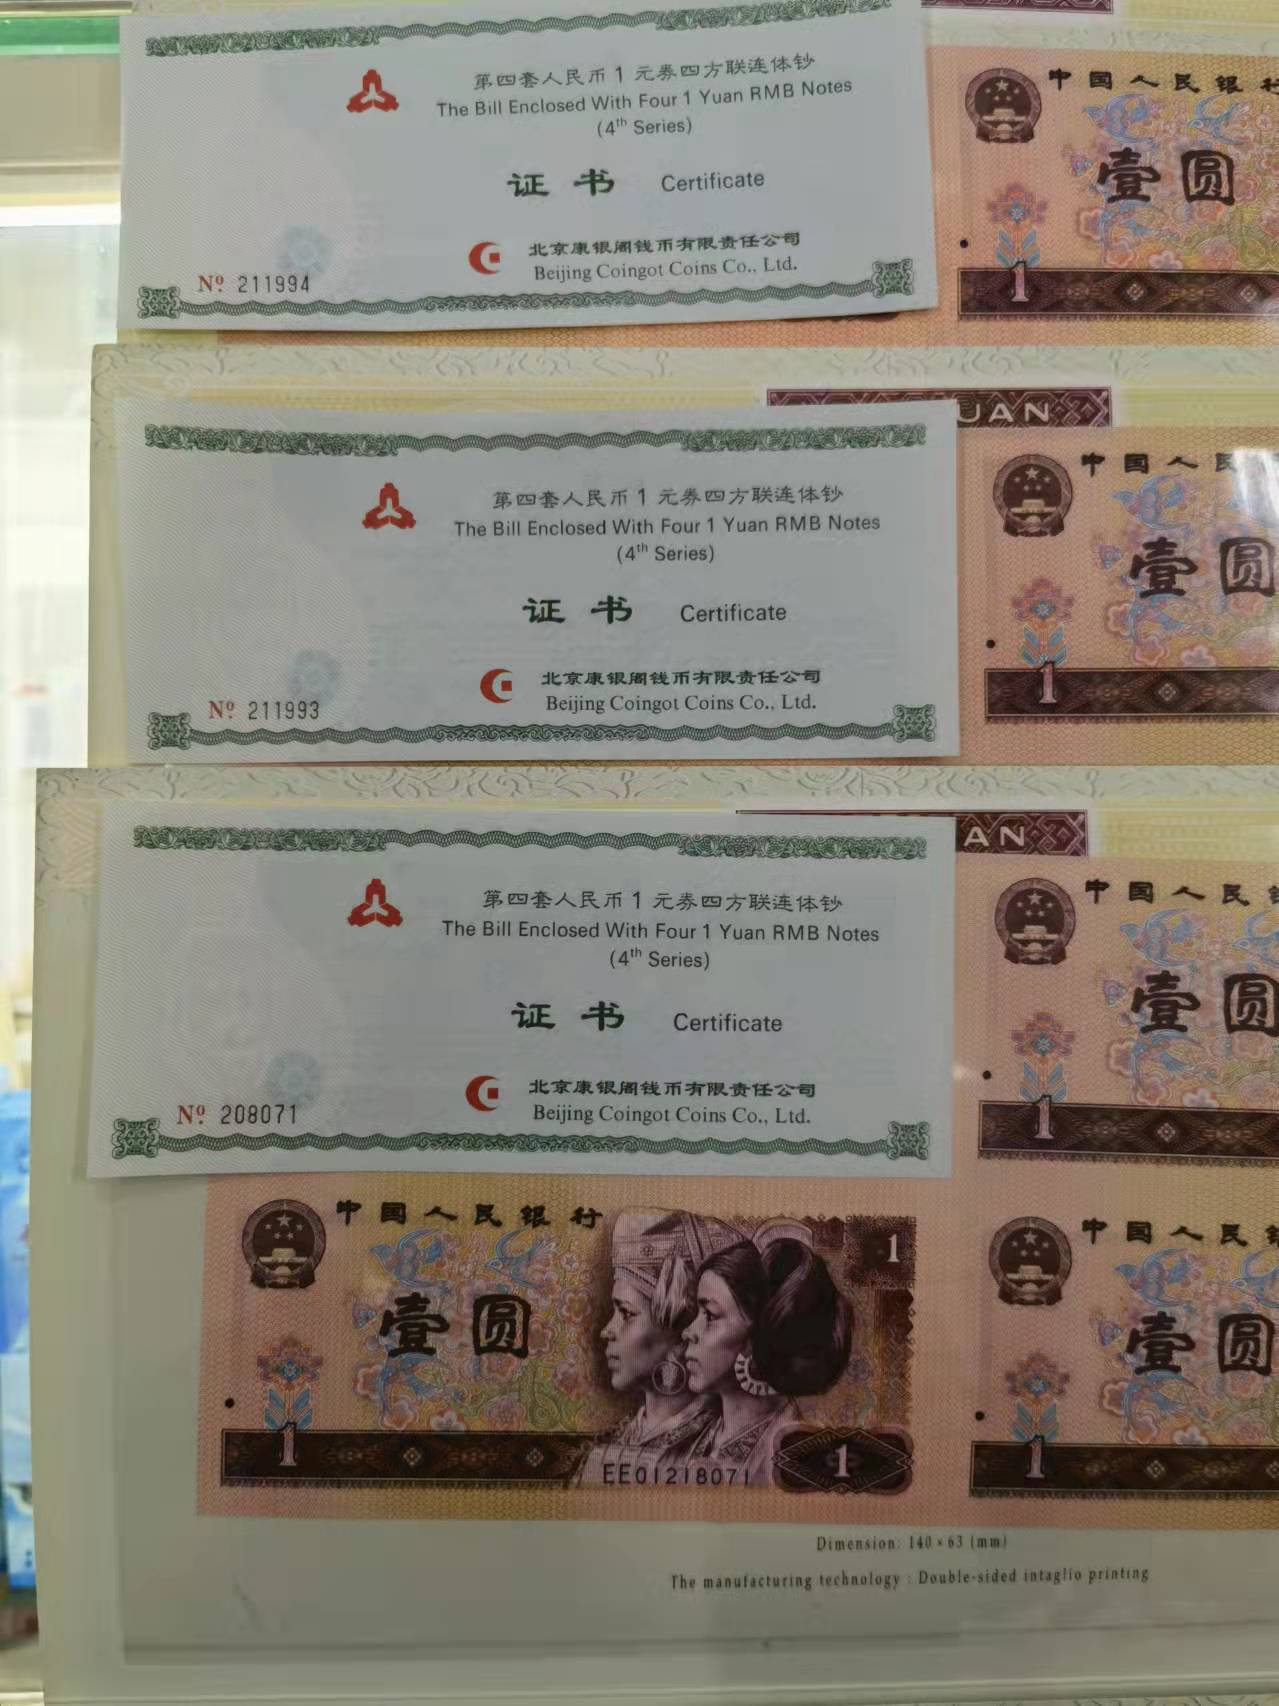 第四套人民币1元券四方联连体钞
The Bill Enclosed With Four 1 Yuan RMB Notes
(4th Series)
证书 Certificate
北京康银阁钱币有限责任公司
Beijing Coingot Coins Co., Ltd.
Nº 211994
中国人民银行
壹圆
1
UAN
第四套人民币1元券四方联连体钞
The Bill Enclosed With Four 1 Yuan RMB Notes
(4th Series)
证书 Certificate
北京康银阁钱币有限责任公司
Beijing Coingot Coins Co., Ltd.
Nº 211993
中国人民
壹圆
1
AN
第四套人民币1元券四方联连体钞
The Bill Enclosed With Four 1 Yuan RMB Notes
(4th Series)
证书 Certificate
北京康银阁钱币有限责任公司
Beijing Coingot Coins Co., Ltd.
Nº 208071
中国人民
壹圆
1
中国人民银行
1
壹圆
1
EE01218071
1
中国人民银
壹圆
1
Dimension: 140×63 (mm)
The manufacturing technology : Double-sided intaglio printing